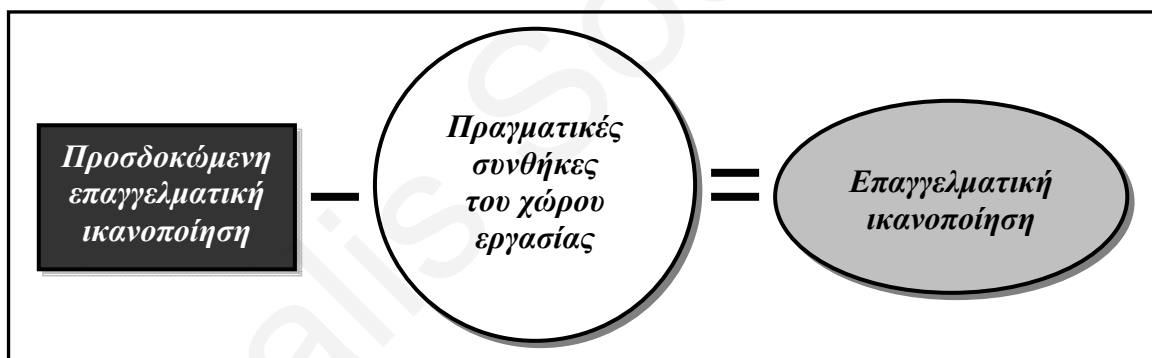 Προσδοκώμενη
επαγγελματική
ικανοποίηση
–
Πραγματικές
συνθήκες
του χώρου
εργασίας
=
Επαγγελματική
ικανοποίηση